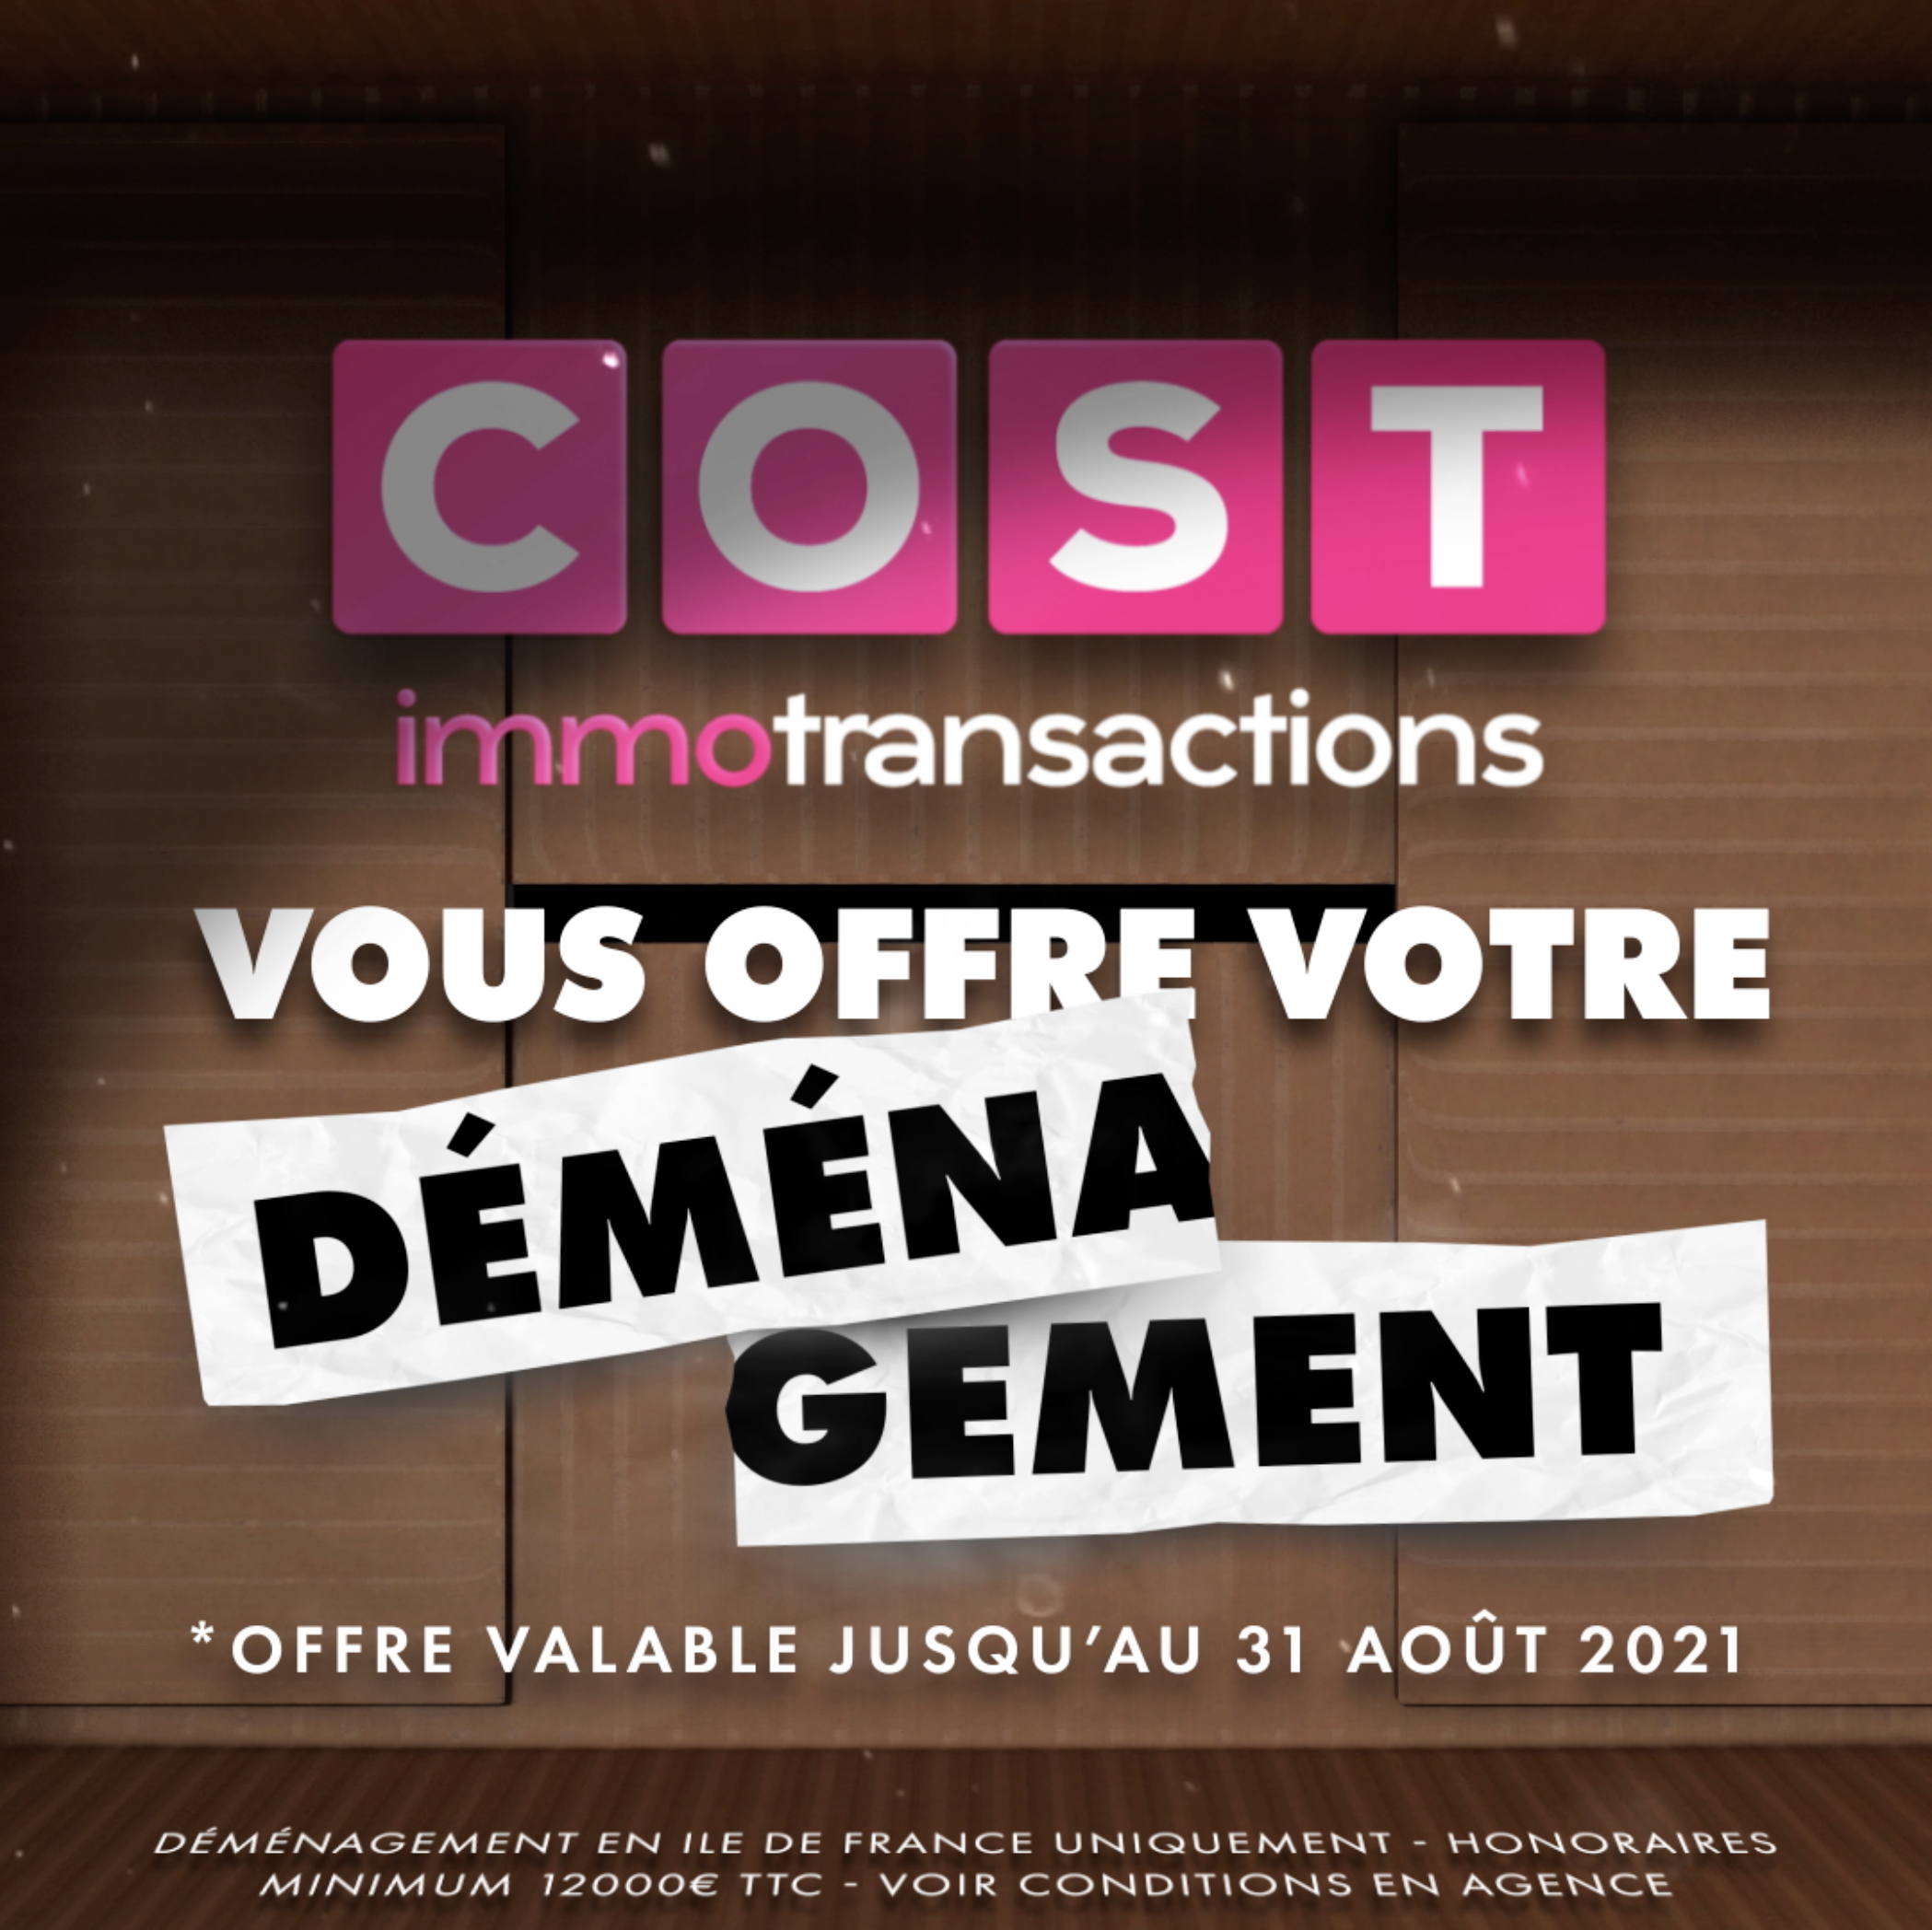 COST
immotransactions
VOUS OFFRE VOTRE
DÉMÉNA
GEMENT
*OFFRE VALABLE JUSQU'AU 31 AOÛT 2021
DÉMÉNAGEMENT EN ILE DE FRANCE UNIQUEMENT - HONORAIRES
MINIMUM 12000€ TTC - VOIR CONDITIONS EN AGENCE